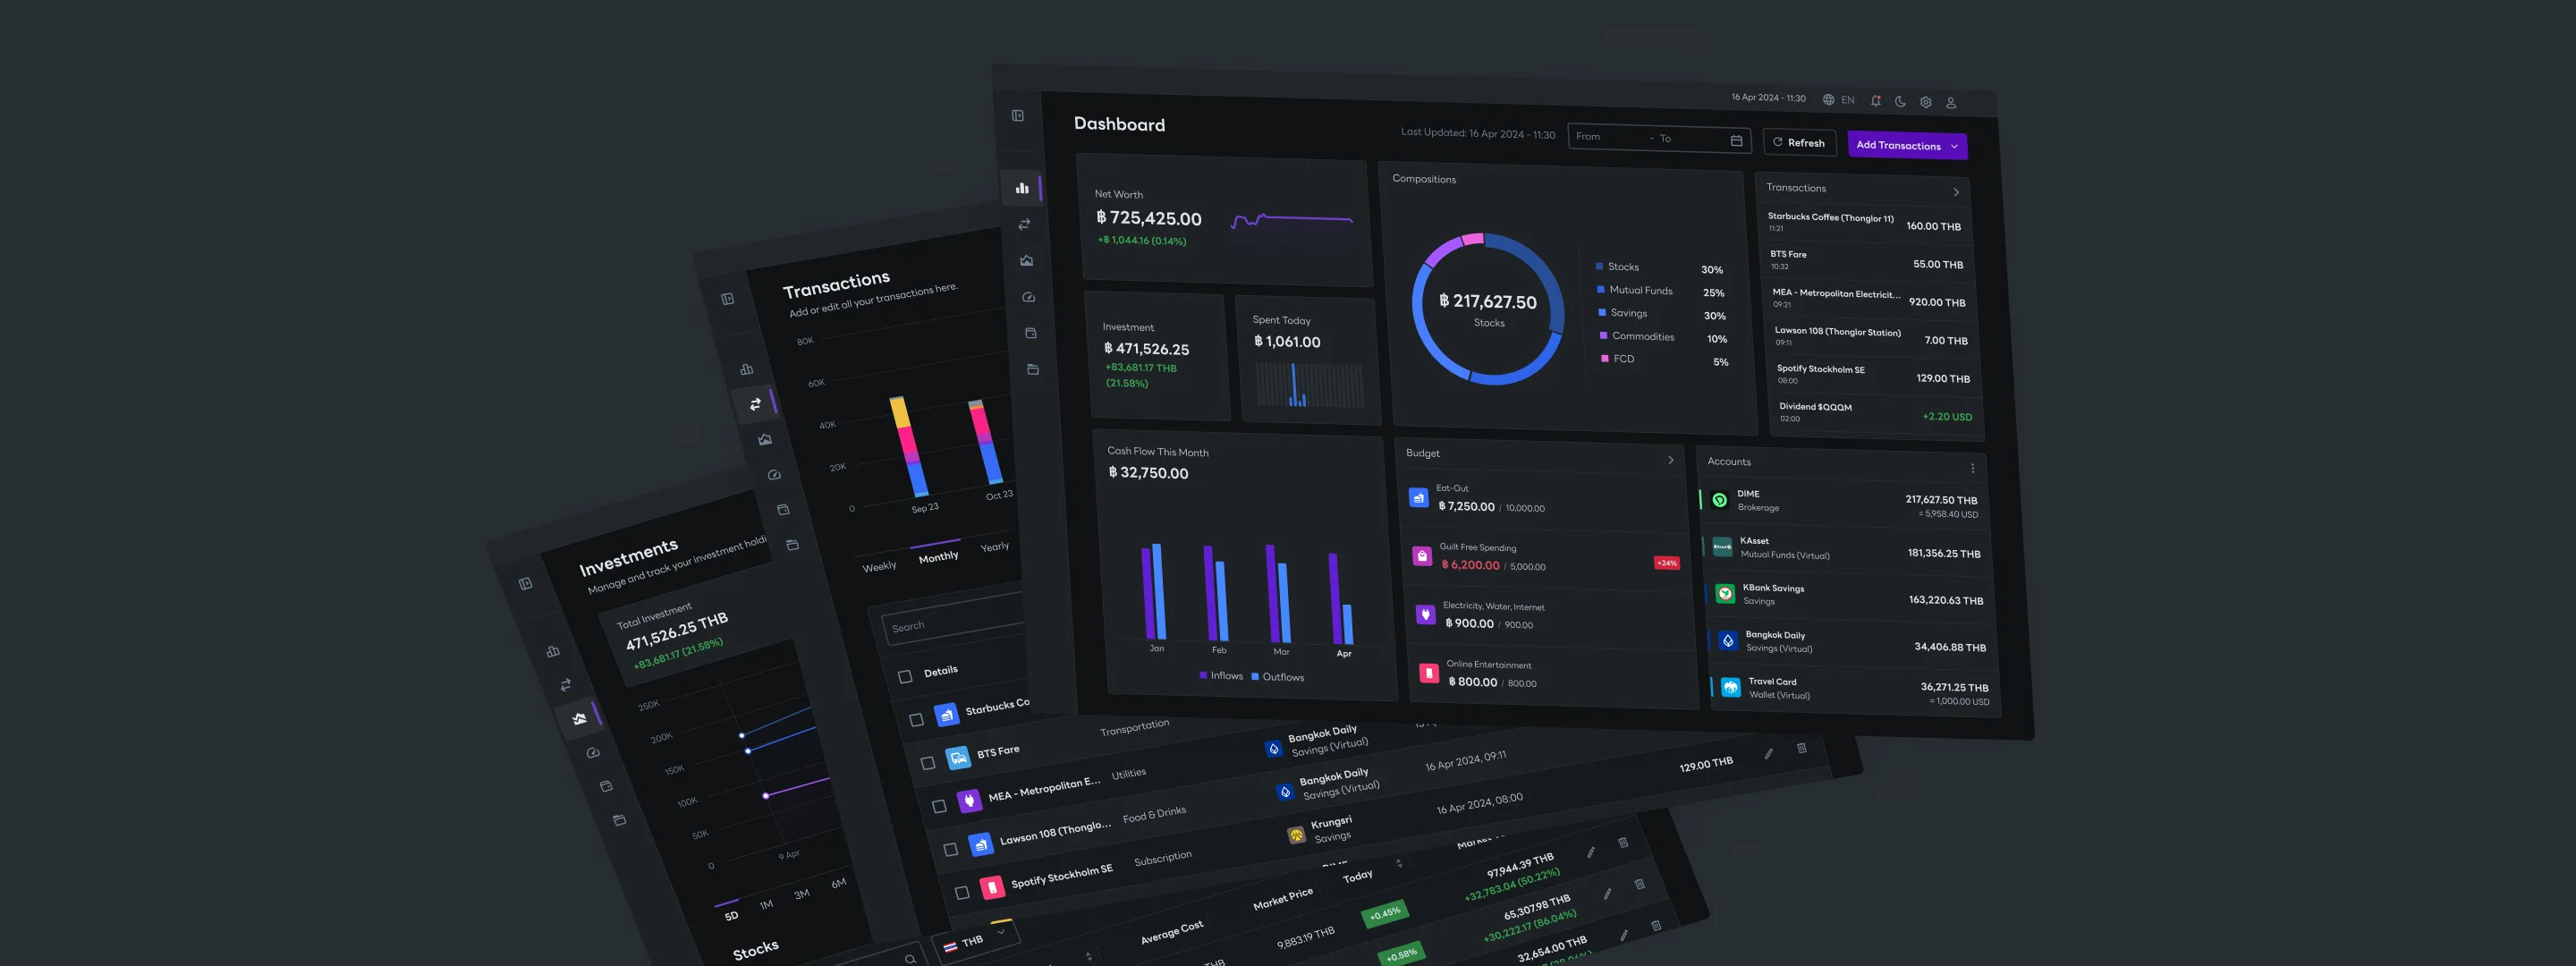 16 Apr 2024 - 11:30
EN
Dashboard
Last Updated: 16 Apr 2024 - 11:30
From - To
Refresh
Add Transactions
Net Worth
฿ 725,425.00
+฿ 1,044.16 (0.14%)
Investment
฿ 471,526.25
+83,681.17 THB
(21.58%)
Spent Today
฿ 1,061.00
Compositions
฿ 217,627.50
Stocks
Stocks 30%
Mutual Funds 25%
Savings 30%
Commodities 10%
FCD 5%
Transactions
Starbucks Coffee (Thonglor 11) 160.00 THB
11:21
BTS Fare 55.00 THB
10:32
MEA - Metropolitan Electricit... 920.00 THB
09:21
Lawson 108 (Thonglor Station) 7.00 THB
09:11
Spotify Stockholm SE 129.00 THB
08:00
Dividend $QQQM +2.20 USD
02:00
Cash Flow This Month
฿ 32,750.00
Jan Feb Mar Apr
Inflows Outflows
Budget
Eat-Out
฿ 7,250.00 / 10,000.00
Guilt Free Spending
฿ 6,200.00 / 5,000.00 +24%
Electricity, Water, Internet
฿ 900.00 / 900.00
Online Entertainment
฿ 800.00 / 800.00
Accounts
DIME 217,627.50 THB
Brokerage = 5,958.40 USD
KAsset 181,356.25 THB
Mutual Funds (Virtual)
KBank Savings 163,220.63 THB
Savings
Bangkok Daily 34,406.88 THB
Savings (Virtual)
Travel Card 36,271.25 THB
Wallet (Virtual) = 1,000.00 USD
Transactions
Add or edit all your transactions here.
80K
60K
40K
20K
0
Sep 23 Oct 23
Weekly Monthly Yearly
Search
Details
Starbucks Co
BTS Fare Transportation
Bangkok Daily
Savings (Virtual)
MEA - Metropolitan E... Utilities
Bangkok Daily 16 Apr 2024, 09:11
Savings (Virtual)
Lawson 108 (Thonglo... Food & Drinks
Krungsri 16 Apr 2024, 08:00 129.00 THB
Savings
Spotify Stockholm SE Subscription
Investments
Manage and track your investment holdi
Total Investment
471,526.25 THB
+83,681.17 (21.58%)
250K
200K
150K
100K
50K
0
9 Apr
5D 1M 3M 6M
Stocks
THB
Average Cost Market Price Today
9,883.19 THB +0.45% 97,944.39 THB
+32,783.04 (50.22%)
THB +0.58% 65,307.98 THB
+30,222.17 (86.04%)
32,654.00 THB